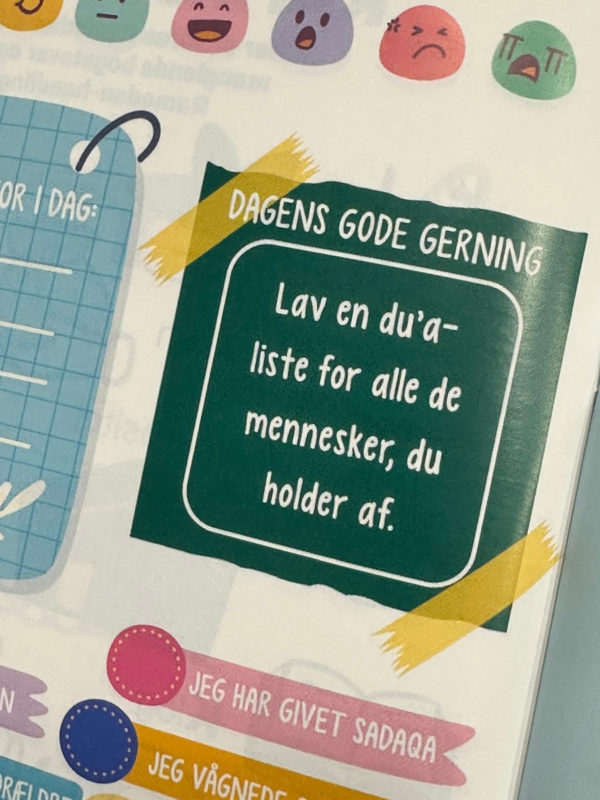 OR I DAG:
DAGENS GODE GERNING
Lav en du'a-
liste for alle de
mennesker, du
holder af.
JEG HAR GIVET SADAQA
N
JEG VÅGNEDE